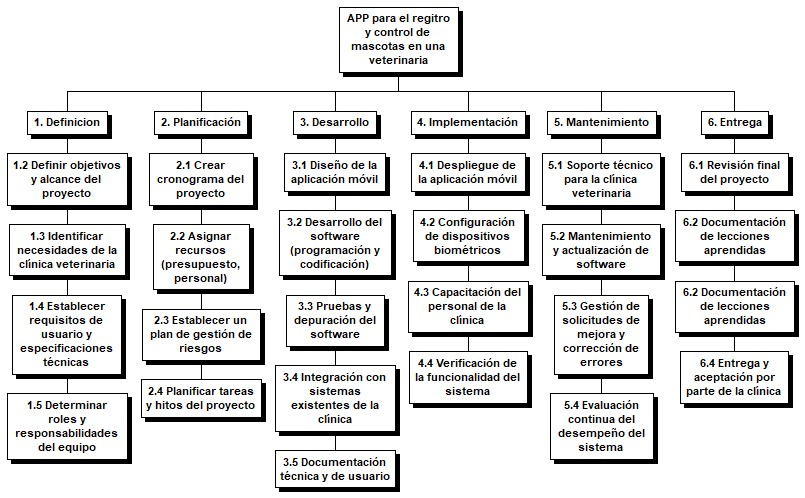 APP para el regitro
y control de
mascotas en una
veterinaria
1. Definicion
1.2 Definir objetivos
y alcance del
proyecto
1.3 Identificar
necesidades de la
clínica veterinaria
1.4 Establecer
requisitos de
usuario y
especificaciones
técnicas
1.5 Determinar
roles y
responsabilidades
del equipo
2. Planificación
2.1 Crear
cronograma del
proyecto
2.2 Asignar
recursos
(presupuesto,
personal)
2.3 Establecer un
plan de gestión de
riesgos
2.4 Planificar tareas
y hitos del proyecto
3. Desarrollo
3.1 Diseño de la
aplicación móvil
3.2 Desarrollo del
software
(programación y
codificación)
3.3 Pruebas y
depuración del
software
3.4 Integración con
sistemas
existentes de la
clínica
3.5 Documentación
técnica y de usuario
4. Implementación
4.1 Despliegue de
la aplicación móvil
4.2 Configuración
de dispositivos
biométricos
4.3 Capacitación del
personal de la
clínica
4.4 Verificación de
la funcionalidad del
sistema
5. Mantenimiento
5.1 Soporte técnico
para la clínica
veterinaria
5.2 Mantenimiento
y actualización de
software
5.3 Gestión de
solicitudes de
mejora y
corrección de
errores
5.4 Evaluación
continua del
desempeño del
sistema
6. Entrega
6.1 Revisión final
del proyecto
6.2 Documentación
de lecciones
aprendidas
6.2 Documentación
de lecciones
aprendidas
6.4 Entrega y
aceptación por
parte de la clínica